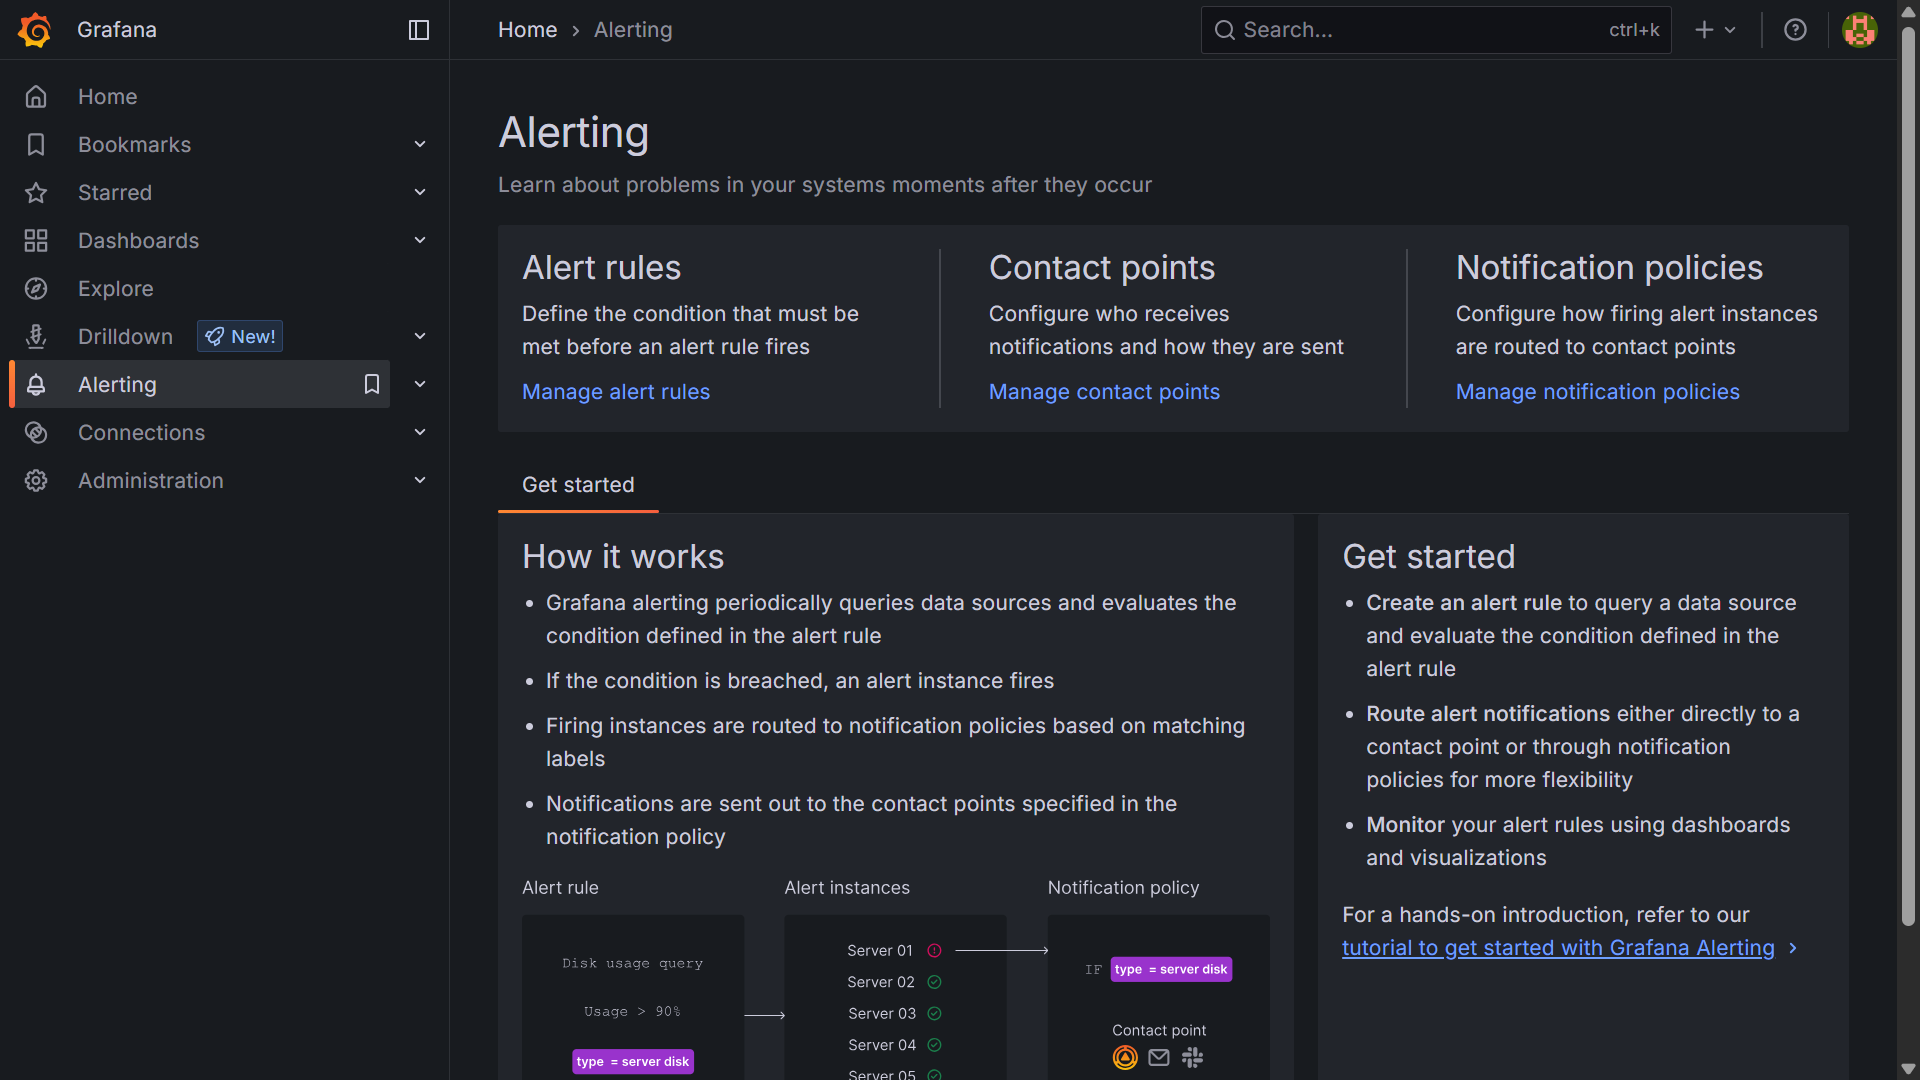 Grafana
Home › Alerting
Search...
ctrl+k
Home
Bookmarks
Starred
Dashboards
Explore
Drilldown
New!
Alerting
Connections
Administration
Alerting
Learn about problems in your systems moments after they occur
Alert rules
Define the condition that must be
met before an alert rule fires
Manage alert rules
Contact points
Configure who receives
notifications and how they are sent
Manage contact points
Notification policies
Configure how firing alert instances
are routed to contact points
Manage notification policies
Get started
How it works
• Grafana alerting periodically queries data sources and evaluates the
condition defined in the alert rule
• If the condition is breached, an alert instance fires
• Firing instances are routed to notification policies based on matching
labels
• Notifications are sent out to the contact points specified in the
notification policy
Alert rule
Disk usage query
Usage > 90%
type = server disk
Alert instances
Server 01
Server 02
Server 03
Server 04
Server 05
Notification policy
IF type = server disk
Contact point
Get started
• Create an alert rule to query a data source
and evaluate the condition defined in the
alert rule
• Route alert notifications either directly to a
contact point or through notification
policies for more flexibility
• Monitor your alert rules using dashboards
and visualizations
For a hands-on introduction, refer to our
tutorial to get started with Grafana Alerting ›